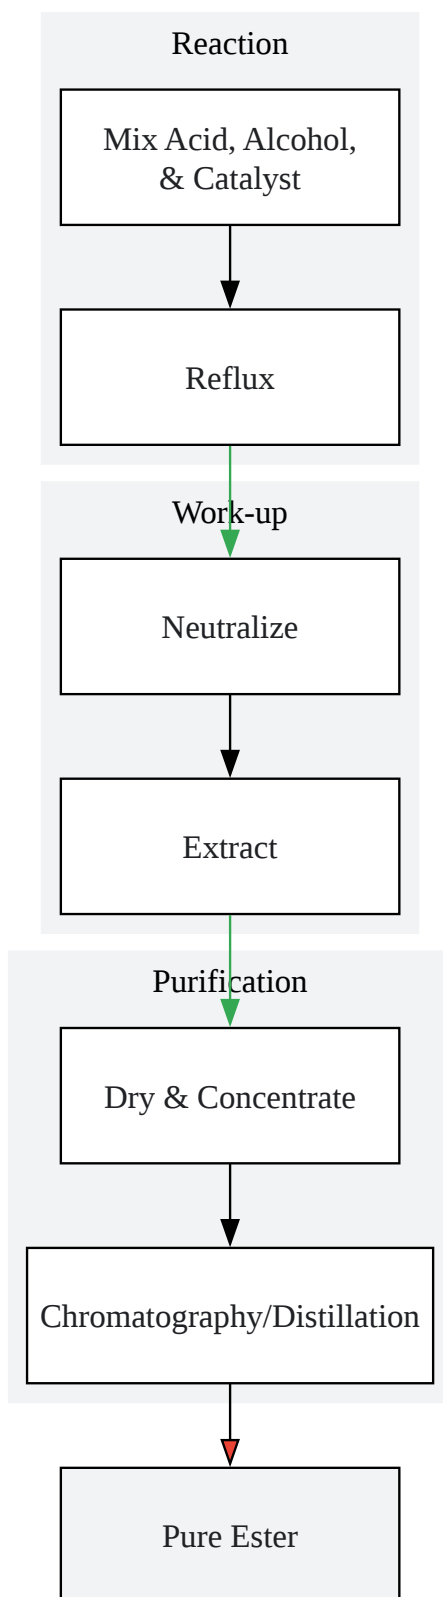 Reaction
Mix Acid, Alcohol,
& Catalyst
Reflux
Work-up
Neutralize
Extract
Purification
Dry & Concentrate
Chromatography/Distillation
Pure Ester